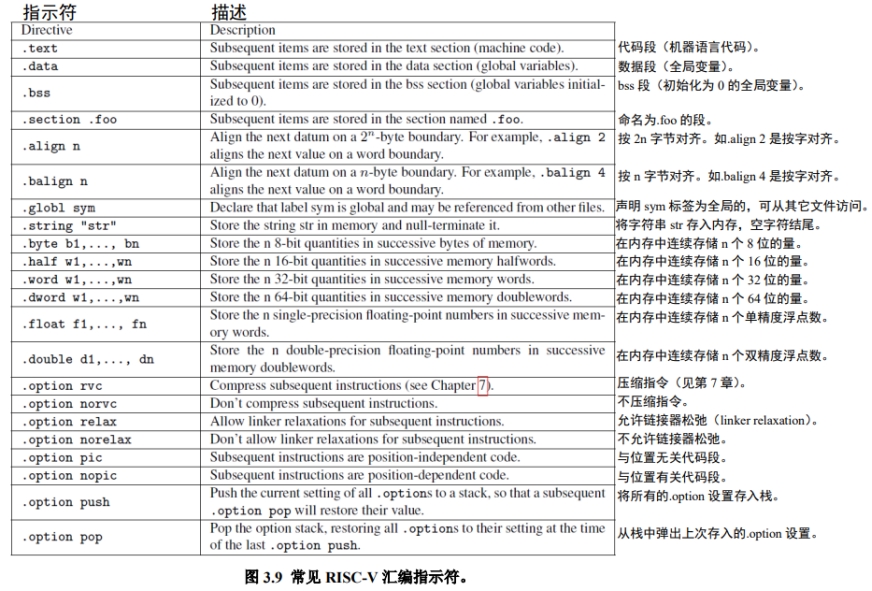 指示符 描述
Directive Description
.text Subsequent items are stored in the text section (machine code). 代码段（机器语言代码）。
.data Subsequent items are stored in the data section (global variables). 数据段（全局变量）。
.bss Subsequent items are stored in the bss section (global variables initial- bss 段（初始化为 0 的全局变量）。
ized to 0).
.section .foo Subsequent items are stored in the section named .foo. 命名为.foo 的段。
.align n Align the next datum on a 2ⁿ-byte boundary. For example, .align 2 按 2n 字节对齐。如.align 2 是按字对齐。
aligns the next value on a word boundary.
.balign n Align the next datum on a n-byte boundary. For example, .balign 4 按 n 字节对齐。如.balign 4 是按字对齐。
aligns the next value on a word boundary.
.globl sym Declare that label sym is global and may be referenced from other files. 声明 sym 标签为全局的，可从其它文件访问。
.string "str" Store the string str in memory and null-terminate it. 将字符串 str 存入内存，空字符结尾。
.byte b1,..., bn Store the n 8-bit quantities in successive bytes of memory. 在内存中连续存储 n 个 8 位的量。
.half w1,...,wn Store the n 16-bit quantities in successive memory halfwords. 在内存中连续存储 n 个 16 位的量。
.word w1,...,wn Store the n 32-bit quantities in successive memory words. 在内存中连续存储 n 个 32 位的量。
.dword w1,...,wn Store the n 64-bit quantities in successive memory doublewords. 在内存中连续存储 n 个 64 位的量。
.float f1,..., fn Store the n single-precision floating-point numbers in successive mem- 在内存中连续存储 n 个单精度浮点数。
ory words.
.double d1,..., dn Store the n double-precision floating-point numbers in successive 在内存中连续存储 n 个双精度浮点数。
memory doublewords.
.option rvc Compress subsequent instructions (see Chapter 7). 压缩指令（见第 7 章）。
.option norvc Don't compress subsequent instructions. 不压缩指令。
.option relax Allow linker relaxations for subsequent instructions. 允许链接器松弛（linker relaxation）。
.option norelax Don't allow linker relaxations for subsequent instructions. 不允许链接器松弛。
.option pic Subsequent instructions are position-independent code. 与位置无关代码段。
.option nopic Subsequent instructions are position-dependent code. 与位置有关代码段。
.option push Push the current setting of all .options to a stack, so that a subsequent 将所有的.option 设置存入栈。
.option pop will restore their value.
.option pop Pop the option stack, restoring all .options to their setting at the time 从栈中弹出上次存入的.option 设置。
of the last .option push.
图 3.9 常见 RISC-V 汇编指示符。